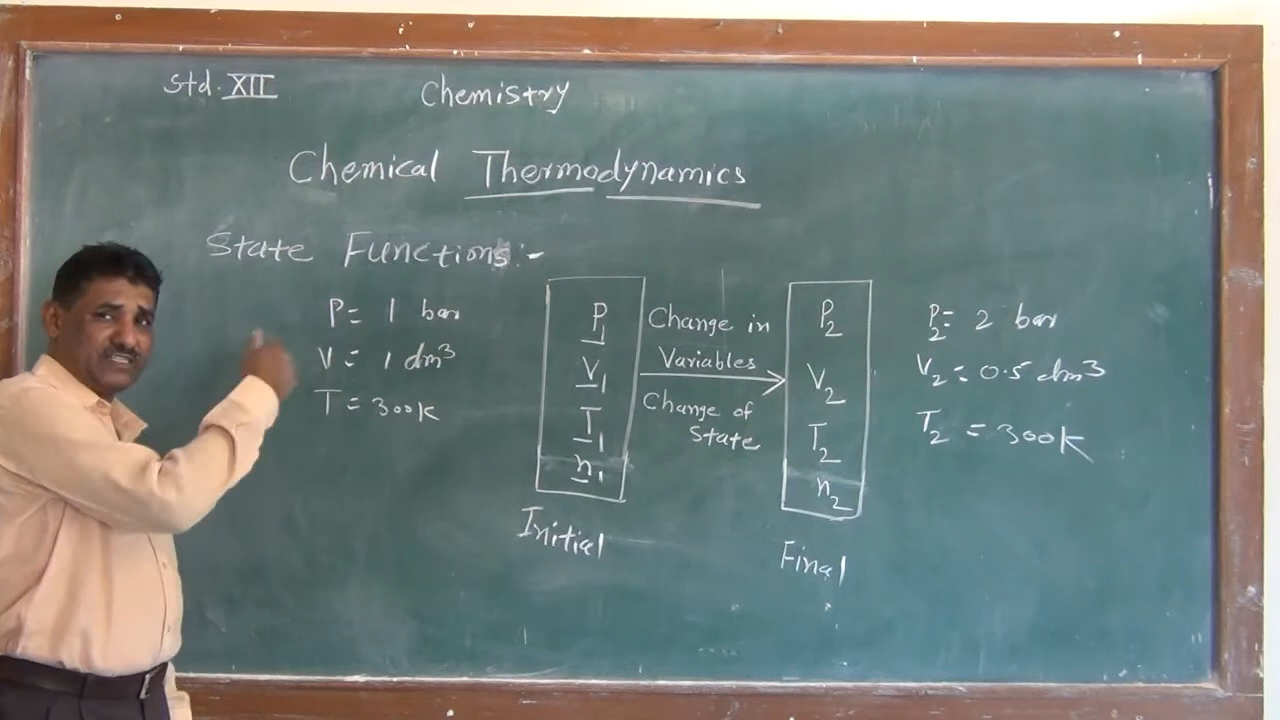 Std. XII
Chemistry
Chemical Thermodynamics
State Functions:-
P = 1 bar
V = 1 dm³
T = 300K
P₁
V₁
T₁
n₁
Initial
Change in
Variables
Change of
State
P₂
V₂
T₂
n₂
Final
P₂ = 2 bar
V₂ = 0.5 dm³
T₂ = 300K